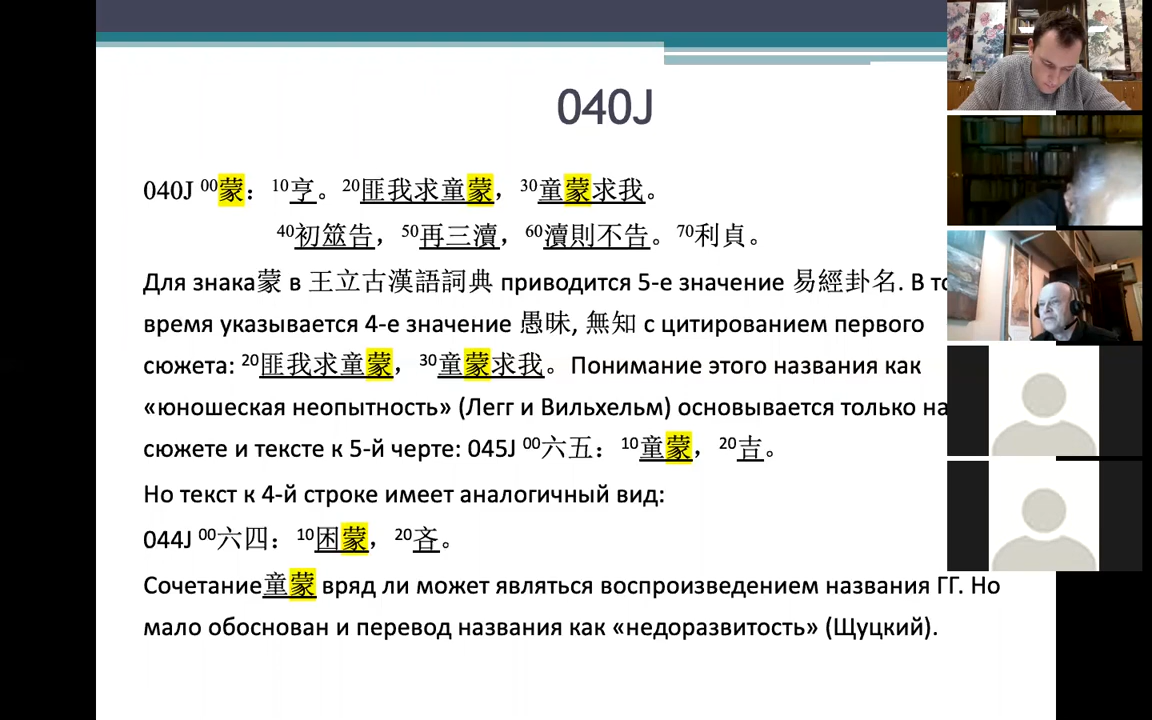 040J
040J ⁰⁰蒙：¹⁰亨。²⁰匪我求童蒙，³⁰童蒙求我。
⁴⁰初筮告，⁵⁰再三瀆，⁶⁰瀆則不告。⁷⁰利貞。
Для знака蒙 в 王立古漢語詞典 приводится 5-е значение 易經卦名. В то
время указывается 4-е значение 愚昧, 無知 с цитированием первого
сюжета: ²⁰匪我求童蒙，³⁰童蒙求我。Понимание этого названия как
«юношеская неопытность» (Легг и Вильхельм) основывается только на
сюжете и тексте к 5-й черте: 045J ⁰⁰六五：¹⁰童蒙，²⁰吉。
Но текст к 4-й строке имеет аналогичный вид:
044J ⁰⁰六四：¹⁰困蒙，²⁰吝。
Сочетание童蒙 вряд ли может являться воспроизведением названия ГГ. Но
мало обоснован и перевод названия как «недоразвитость» (Щуцкий).